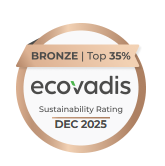 BRONZE | Top 35%
ecovadis
Sustainability Rating
DEC 2025